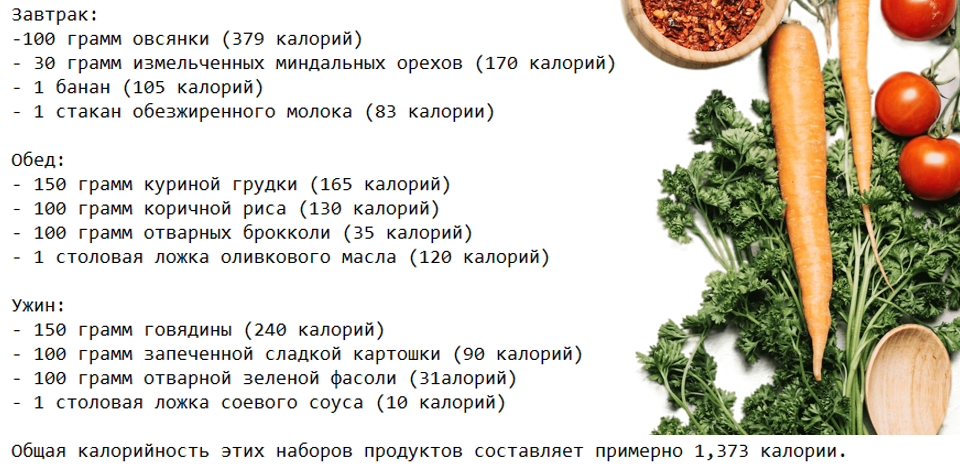 Завтрак:
-100 грамм овсянки (379 калорий)
- 30 грамм измельченных миндальных орехов (170 калорий)
- 1 банан (105 калорий)
- 1 стакан обезжиренного молока (83 калории)
Обед:
- 150 грамм куриной грудки (165 калорий)
- 100 грамм коричной риса (130 калорий)
- 100 грамм отварных брокколи (35 калорий)
- 1 столовая ложка оливкового масла (120 калорий)
Ужин:
- 150 грамм говядины (240 калорий)
- 100 грамм запеченной сладкой картошки (90 калорий)
- 100 грамм отварной зеленой фасоли (31алорий)
- 1 столовая ложка соевого соуса (10 калорий)
Общая калорийность этих наборов продуктов составляет примерно 1,373 калории.